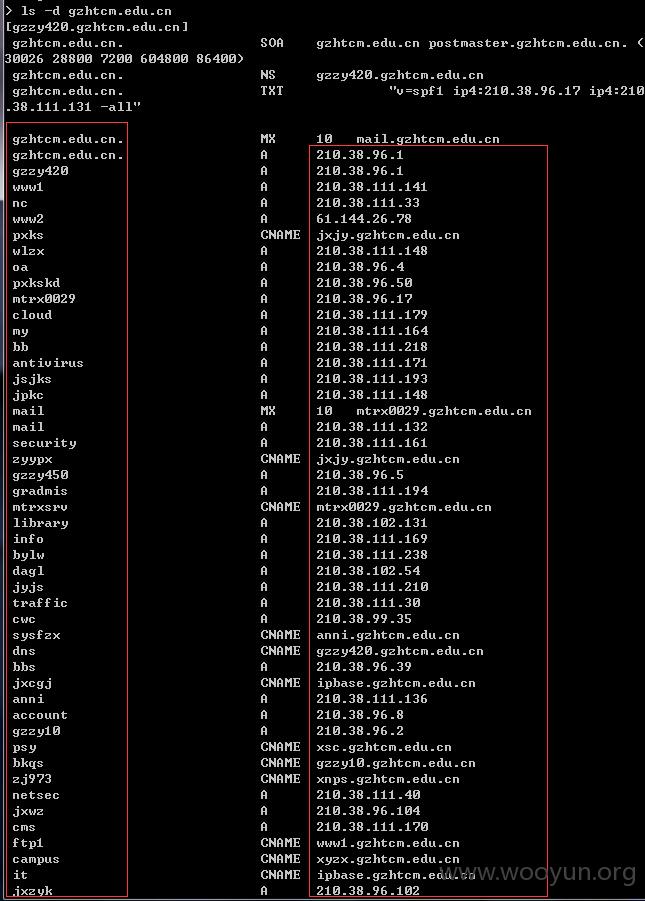 > ls -d gzhtcm.edu.cn
[gzzy420.gzhtcm.edu.cn]
gzhtcm.edu.cn. SOA gzhtcm.edu.cn postmaster.gzhtcm.edu.cn. (
30026 28800 7200 604800 86400)
gzhtcm.edu.cn. NS gzzy420.gzhtcm.edu.cn
gzhtcm.edu.cn. TXT "v=spf1 ip4:210.38.96.17 ip4:210
.38.111.131 -all"
gzhtcm.edu.cn. MX 10 mail.gzhtcm.edu.cn
gzhtcm.edu.cn. A 210.38.96.1
gzzy420 A 210.38.96.1
www1 A 210.38.111.141
nc A 210.38.111.33
www2 A 61.144.26.78
pxks CNAME jxjy.gzhtcm.edu.cn
wlzx A 210.38.111.148
oa A 210.38.96.4
pxkskd A 210.38.96.50
mtrx0029 A 210.38.96.17
cloud A 210.38.111.179
my A 210.38.111.164
bb A 210.38.111.218
antivirus A 210.38.111.171
jsjks A 210.38.111.193
jpkc A 210.38.111.148
mail MX 10 mtrx0029.gzhtcm.edu.cn
mail A 210.38.111.132
security A 210.38.111.161
zyypx CNAME jxjy.gzhtcm.edu.cn
gzzy450 A 210.38.96.5
gradmis A 210.38.111.194
mtrxsrv CNAME mtrx0029.gzhtcm.edu.cn
library A 210.38.102.131
info A 210.38.111.169
bylw A 210.38.111.238
dagl A 210.38.102.54
jyjs A 210.38.111.210
traffic A 210.38.111.30
cwc A 210.38.99.35
sysfzx CNAME anni.gzhtcm.edu.cn
dns CNAME gzzy420.gzhtcm.edu.cn
bbs A 210.38.96.39
jxcgj CNAME ipbase.gzhtcm.edu.cn
anni A 210.38.111.136
account A 210.38.96.8
gzzy10 A 210.38.96.2
psy CNAME xsc.gzhtcm.edu.cn
bkqs CNAME gzzy10.gzhtcm.edu.cn
zj973 CNAME xnps.gzhtcm.edu.cn
netsec A 210.38.111.40
jxwz A 210.38.96.104
cms A 210.38.111.170
ftp1 CNAME www1.gzhtcm.edu.cn
campus CNAME xyzx.gzhtcm.edu.cn
it CNAME ipbase.gzhtcm.edu.cn
jxzyk A 210.38.96.102
www.wooyun.org